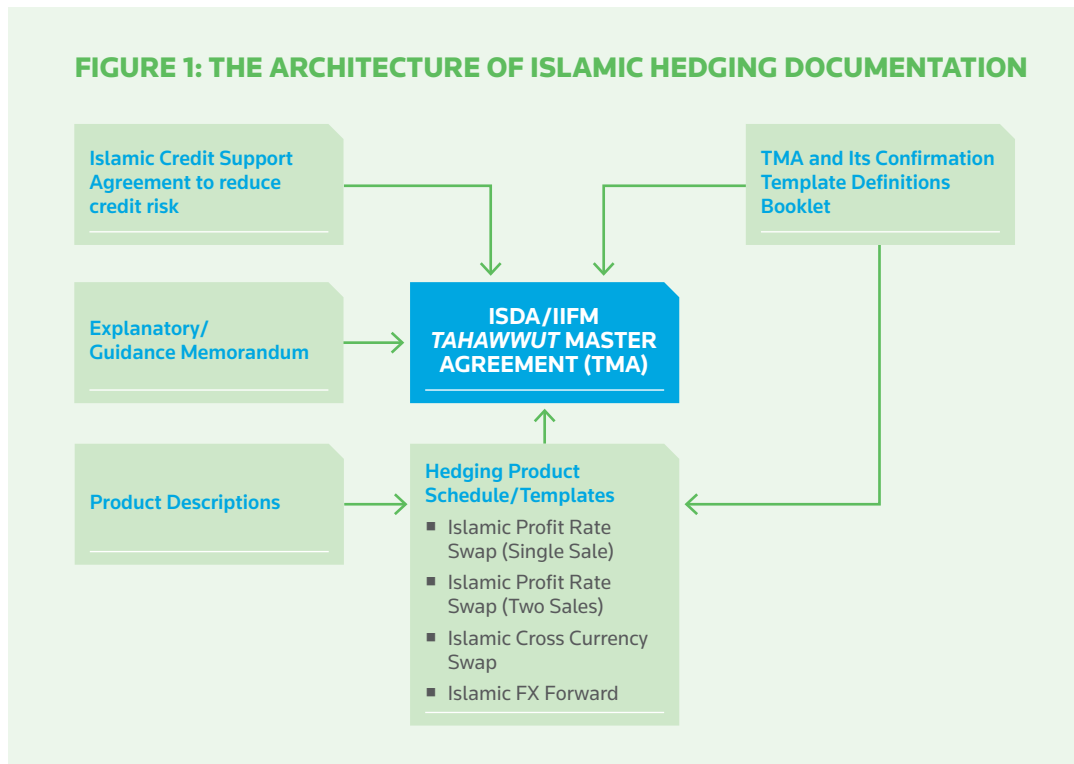 FIGURE 1: THE ARCHITECTURE OF ISLAMIC HEDGING DOCUMENTATION
Islamic Credit Support
Agreement to reduce
credit risk
TMA and Its Confirmation
Template Definitions
Booklet
Explanatory/
Guidance Memorandum
ISDA/IIFM
TAHAWWUT MASTER
AGREEMENT (TMA)
Product Descriptions
Hedging Product
Schedule/Templates
■ Islamic Profit Rate
Swap (Single Sale)
■ Islamic Profit Rate
Swap (Two Sales)
■ Islamic Cross Currency
Swap
■ Islamic FX Forward